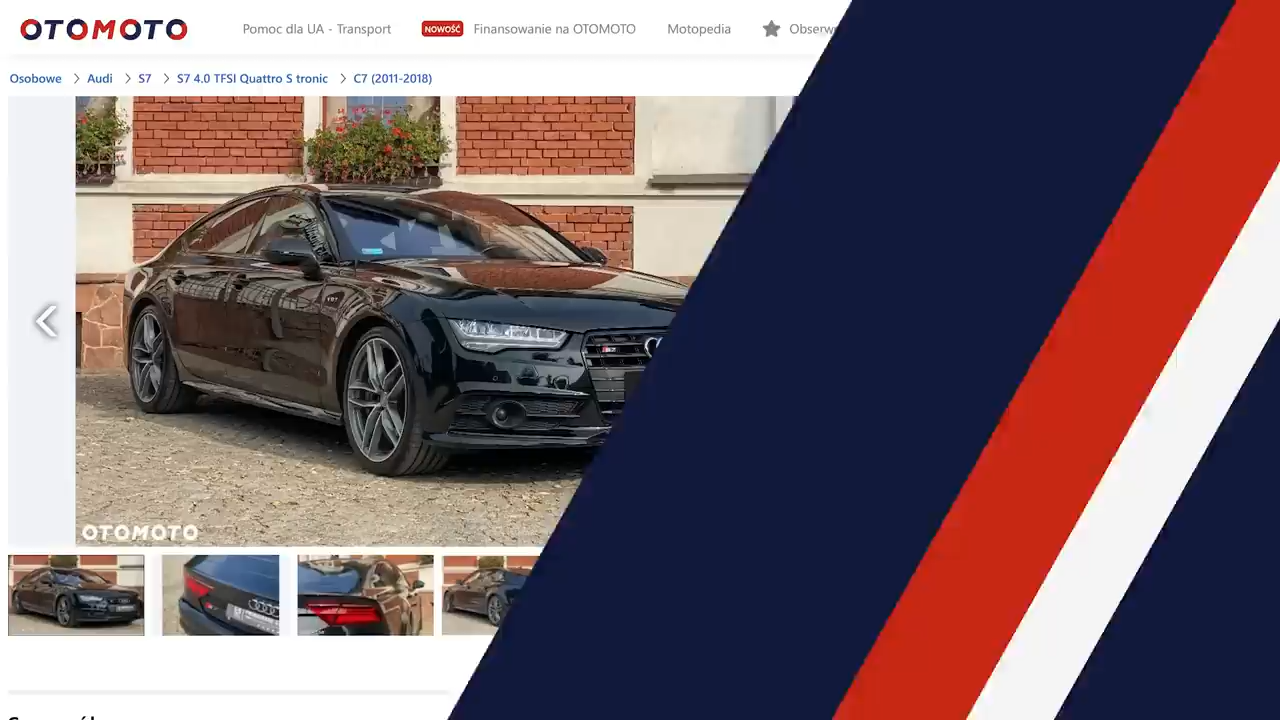 OTOMOTO
Pomoc dla UA - Transport
NOWOŚĆ
Finansowanie na OTOMOTO
Motopedia
Osobowe
Audi
S7
S7 4.0 TFSI Quattro S tronic
C7 (2011-2018)
OTOMOTO